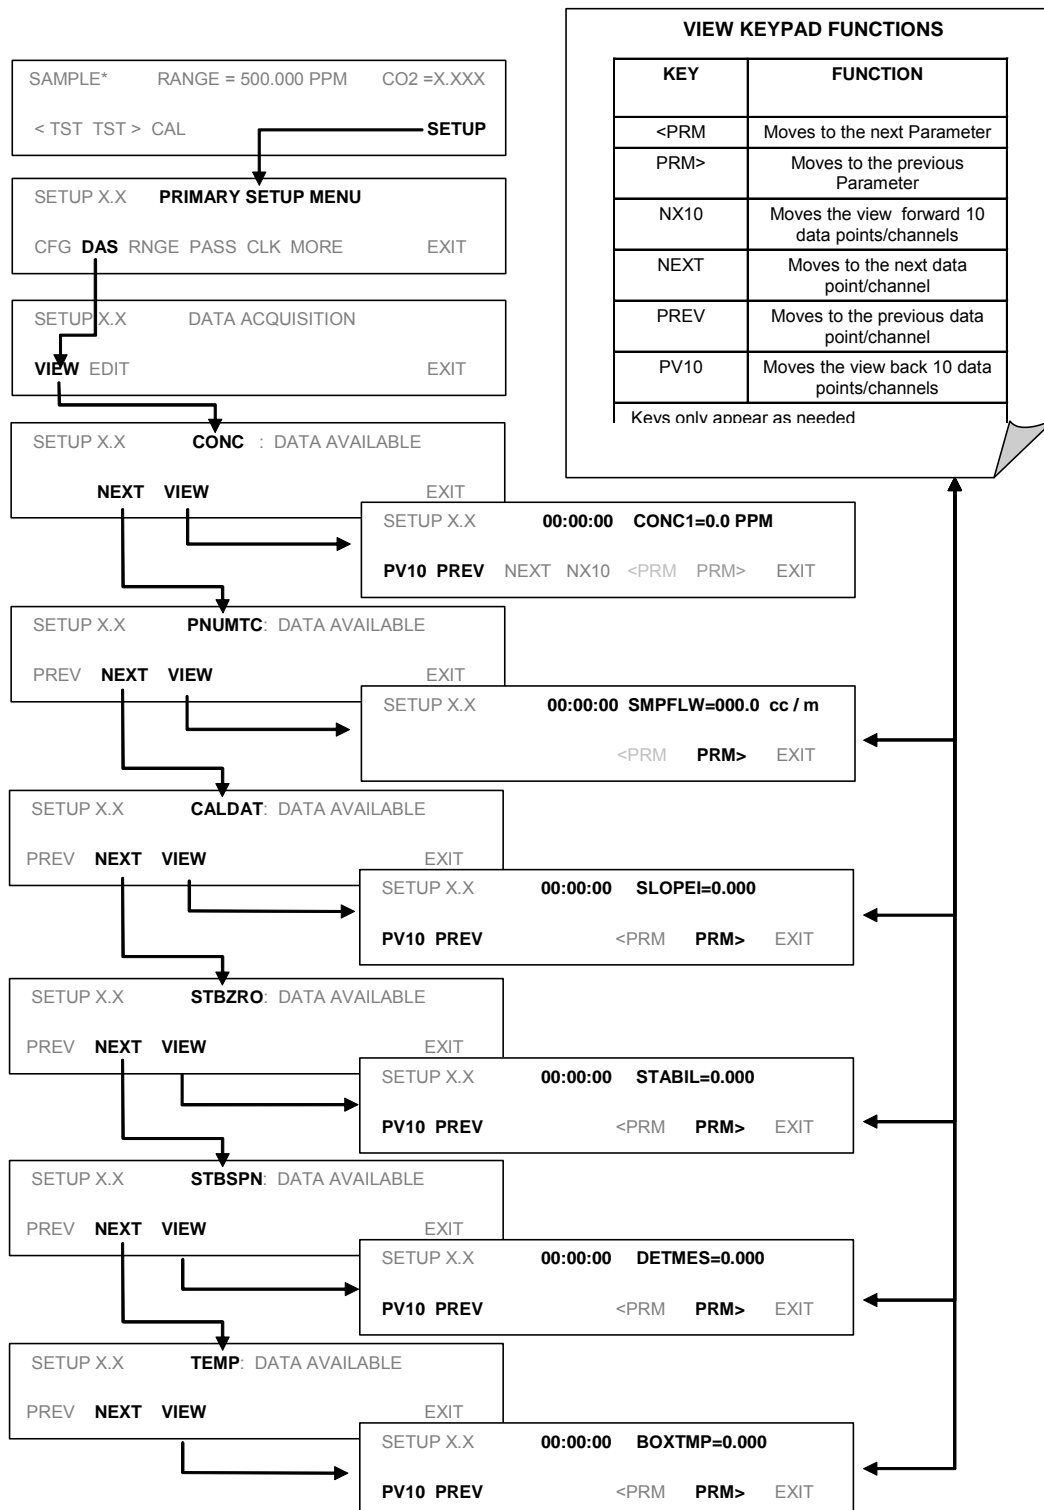 VIEW KEYPAD FUNCTIONS
KEY FUNCTION
<PRM Moves to the next Parameter
PRM> Moves to the previous
Parameter
NX10 Moves the view forward 10
data points/channels
NEXT Moves to the next data
point/channel
PREV Moves to the previous data
point/channel
PV10 Moves the view back 10 data
points/channels
Keys only appear as needed
SAMPLE* RANGE = 500.000 PPM CO2 =X.XXX
< TST TST > CAL SETUP
SETUP X.X PRIMARY SETUP MENU
CFG DAS RNGE PASS CLK MORE EXIT
SETUP X.X DATA ACQUISITION
VIEW EDIT EXIT
SETUP X.X CONC : DATA AVAILABLE
NEXT VIEW EXIT
SETUP X.X 00:00:00 CONC1=0.0 PPM
PV10 PREV NEXT NX10 <PRM PRM> EXIT
SETUP X.X PNUMTC: DATA AVAILABLE
PREV NEXT VIEW EXIT
SETUP X.X 00:00:00 SMPFLW=000.0 cc / m
<PRM PRM> EXIT
SETUP X.X CALDAT: DATA AVAILABLE
PREV NEXT VIEW EXIT
SETUP X.X 00:00:00 SLOPEI=0.000
PV10 PREV <PRM PRM> EXIT
SETUP X.X STBZRO: DATA AVAILABLE
PREV NEXT VIEW EXIT
SETUP X.X 00:00:00 STABIL=0.000
PV10 PREV <PRM PRM> EXIT
SETUP X.X STBSPN: DATA AVAILABLE
PREV NEXT VIEW EXIT
SETUP X.X 00:00:00 DETMES=0.000
PV10 PREV <PRM PRM> EXIT
SETUP X.X TEMP: DATA AVAILABLE
PREV NEXT VIEW EXIT
SETUP X.X 00:00:00 BOXTMP=0.000
PV10 PREV <PRM PRM> EXIT